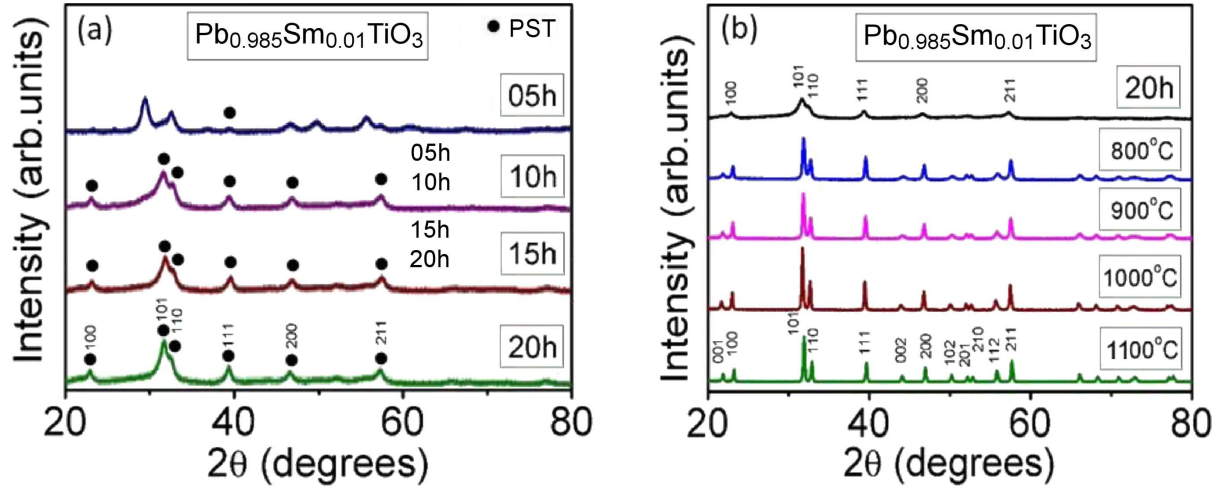 (a)
Pb0.985Sm0.01TiO3
● PST
05h
05h
10h
10h
15h
20h
15h
100
101
110
111
200
211
20h
20
40
60
80
2θ (degrees)
Intensity (arb.units)
(b)
Pb0.985Sm0.01TiO3
100
101
110
111
200
211
20h
800°C
900°C
1000°C
001
100
101
110
111
002
200
102
201
210
112
211
1100°C
20
40
60
80
2θ (degrees)
Intensity (arb.units)